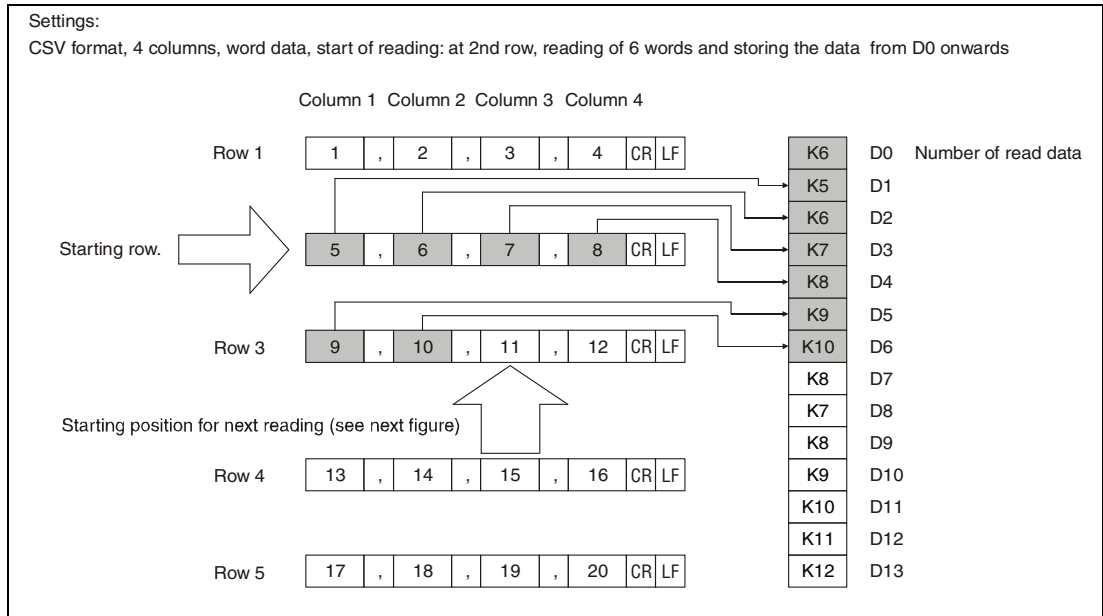 Settings:
CSV format, 4 columns, word data, start of reading: at 2nd row, reading of 6 words and storing the data from D0 onwards
Column 1 Column 2 Column 3 Column 4
Row 1 1 , 2 , 3 , 4 CR LF K6 D0 Number of read data
K5 D1
K6 D2
Starting row. 5 , 6 , 7 , 8 CR LF K7 D3
K8 D4
K9 D5
Row 3 9 , 10 , 11 , 12 CR LF K10 D6
K8 D7
K7 D8
Starting position for next reading (see next figure)
K8 D9
Row 4 13 , 14 , 15 , 16 CR LF K9 D10
K10 D11
K11 D12
Row 5 17 , 18 , 19 , 20 CR LF K12 D13